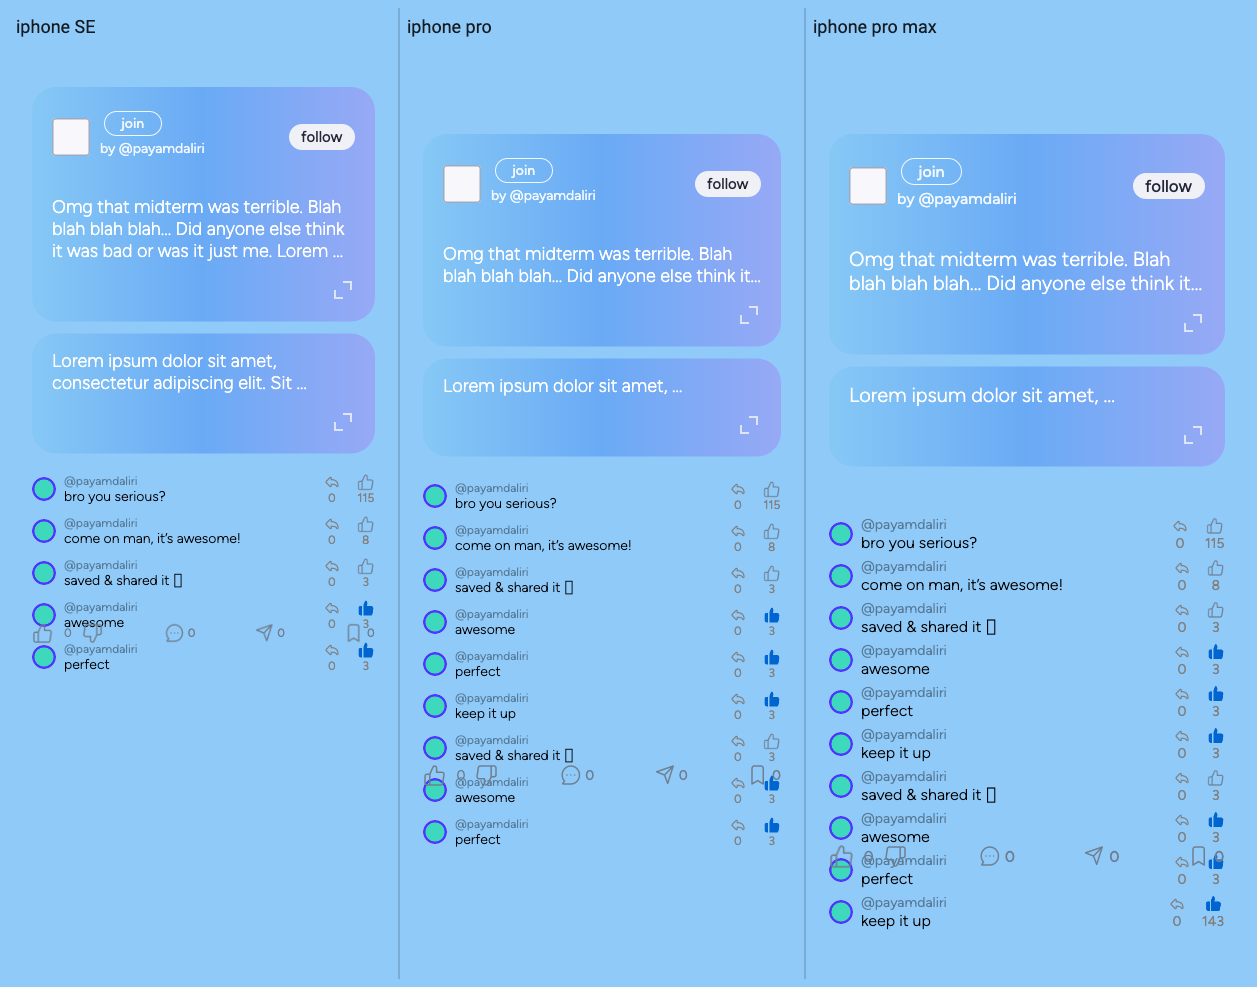 iphone SE
join
by @payamdaliri
follow
Omg that midterm was terrible. Blah
blah blah blah... Did anyone else think
it was bad or was it just me. Lorem ...
Lorem ipsum dolor sit amet,
consectetur adipiscing elit. Sit ...
@payamdaliri
bro you serious?
0 115
@payamdaliri
come on man, it's awesome!
0 8
@payamdaliri
saved & shared it
0 3
@payamdaliri
awesome
0 3
0 0 0 0
@payamdaliri
perfect
0 3
iphone pro
join
by @payamdaliri
follow
Omg that midterm was terrible. Blah
blah blah blah... Did anyone else think it...
Lorem ipsum dolor sit amet, ...
@payamdaliri
bro you serious?
0 115
@payamdaliri
come on man, it's awesome!
0 8
@payamdaliri
saved & shared it
0 3
@payamdaliri
awesome
0 3
@payamdaliri
perfect
0 3
@payamdaliri
keep it up
0 3
@payamdaliri
saved & shared it
0 3
0 0 0 0
@payamdaliri
awesome
0 3
@payamdaliri
perfect
0 3
iphone pro max
join
by @payamdaliri
follow
Omg that midterm was terrible. Blah
blah blah blah... Did anyone else think it...
Lorem ipsum dolor sit amet, ...
@payamdaliri
bro you serious?
0 115
@payamdaliri
come on man, it's awesome!
0 8
@payamdaliri
saved & shared it
0 3
@payamdaliri
awesome
0 3
@payamdaliri
perfect
0 3
@payamdaliri
keep it up
0 3
@payamdaliri
saved & shared it
0 3
@payamdaliri
awesome
0 3
0 0 0 0
@payamdaliri
perfect
0 3
@payamdaliri
keep it up
0 143